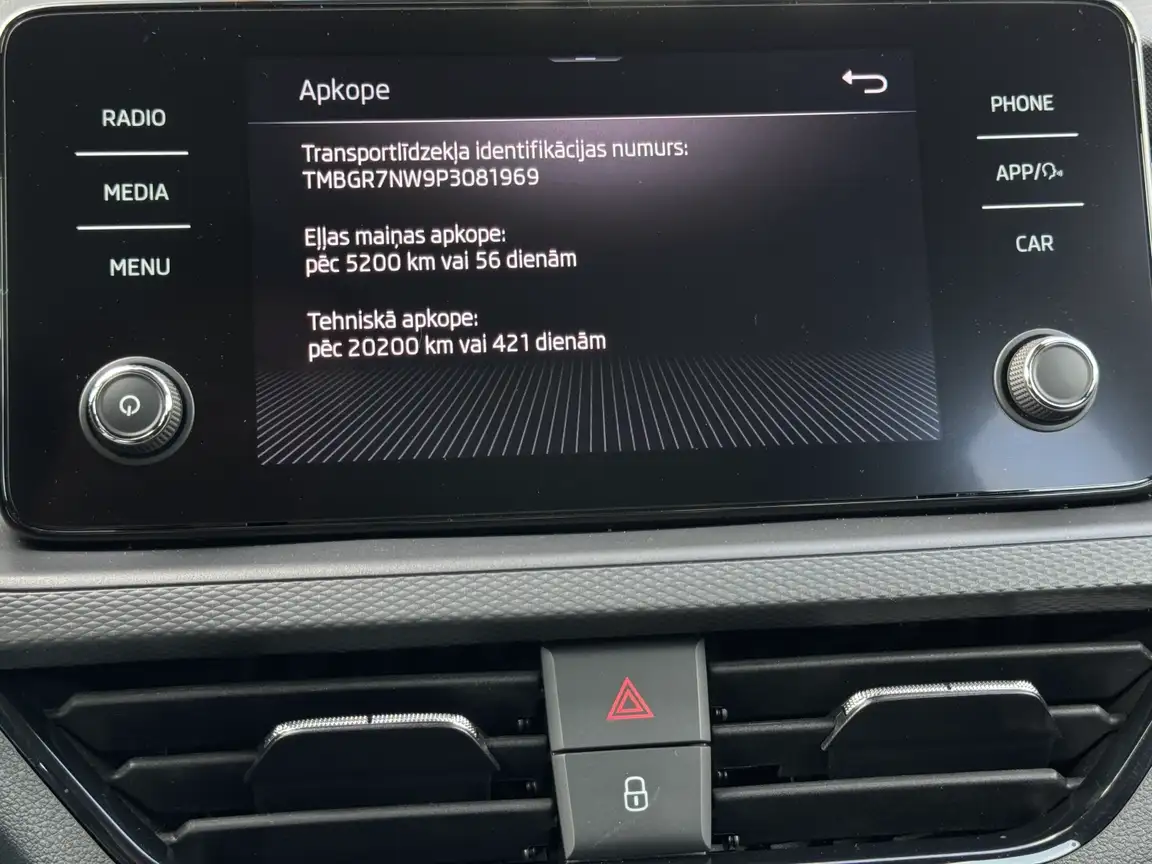 Apkope
RADIO
MEDIA
MENU
Transportlīdzekļa identifikācijas numurs:
TMBGR7NW9P3081969
Eļļas maiņas apkope:
pēc 5200 km vai 56 dienām
Tehniskā apkope:
pēc 20200 km vai 421 dienām
PHONE
APP/
CAR